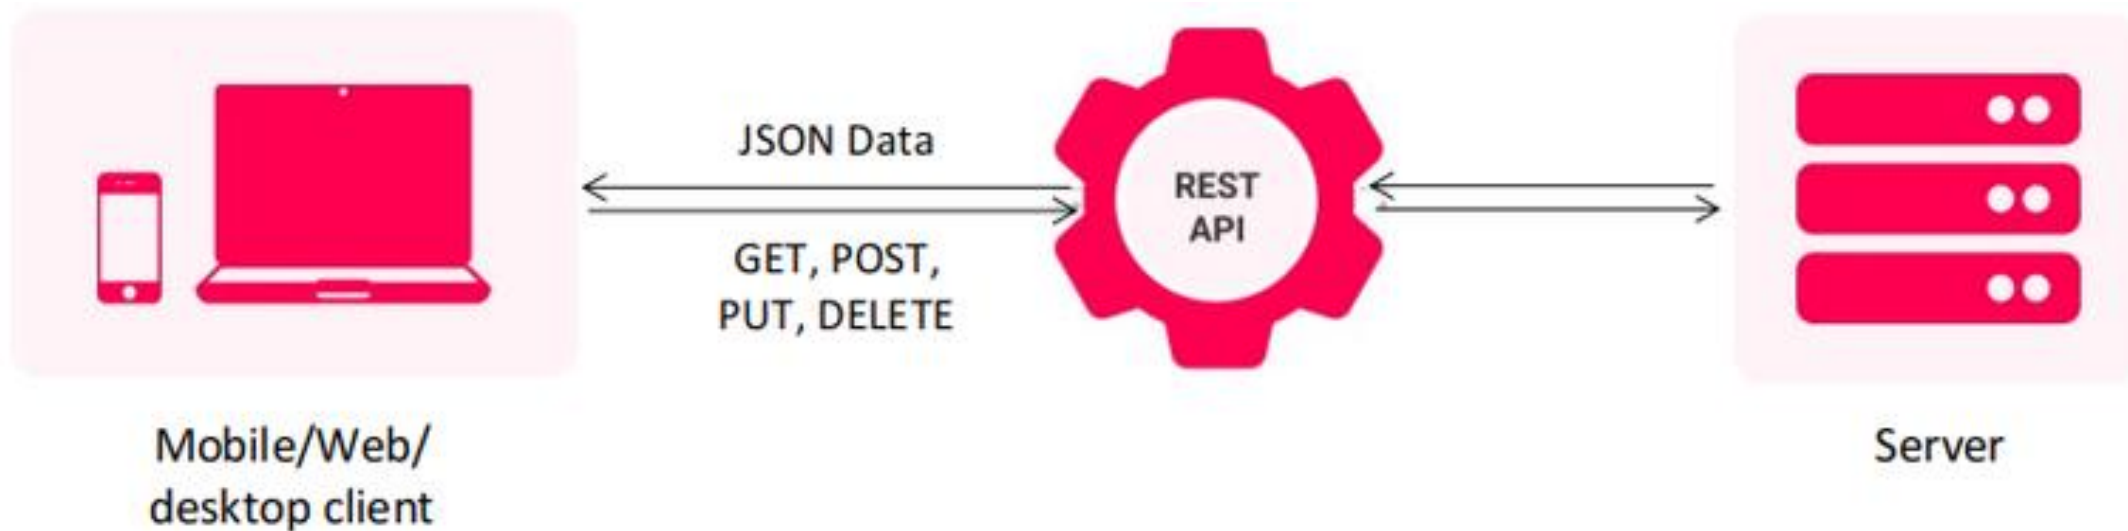 JSON Data
GET, POST,
PUT, DELETE
REST
API
Mobile/Web/
desktop client
Server